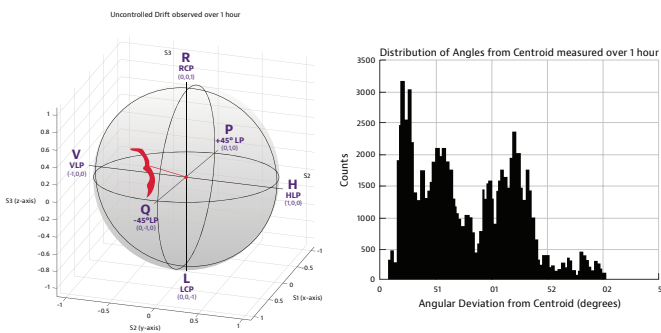 Uncontrolled Drift observed over 1 hour
S3
R
RCP
(0,0,1)
P
+45° LP
(0,1,0)
V
VLP
(-1,0,0)
S2
H
HLP
(1,0,0)
Q
-45°LP
(0,-1,0)
L
LCP
(0,0,-1)
1
0.8
0.6
0.4
0.2
0
-0.2
-0.4
-0.6
-0.8
-1
S3 (z-axis)
-1
-0.5
0
0.5
1
S2 (y-axis)
-1
-0.5
0
0.5
1
S1 (x-axis)
Distribution of Angles from Centroid measured over 1 hour
3500
3000
2500
2000
1500
1000
500
0
Counts
0 51 01 52 02 5
Angular Deviation from Centroid (degrees)